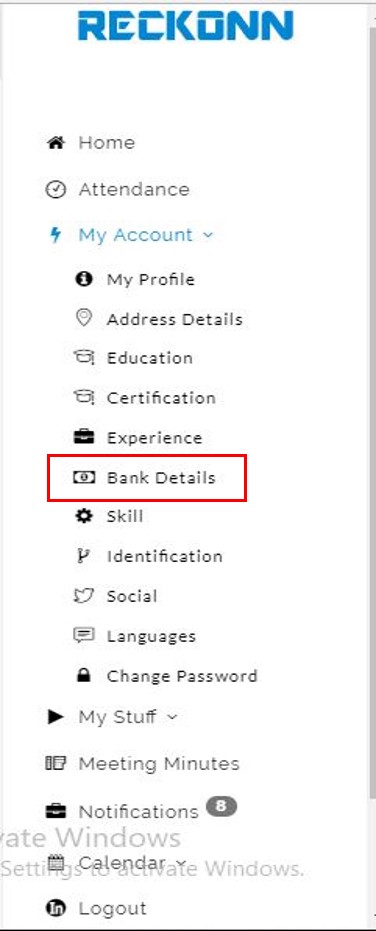 RECKONN
Home
Attendance
My Account
My Profile
Address Details
Education
Certification
Experience
Bank Details
Skill
Identification
Social
Languages
Change Password
My Stuff
Meeting Minutes
Notifications 8
vate Windows
Calendar
Settings to activate Windows.
Logout